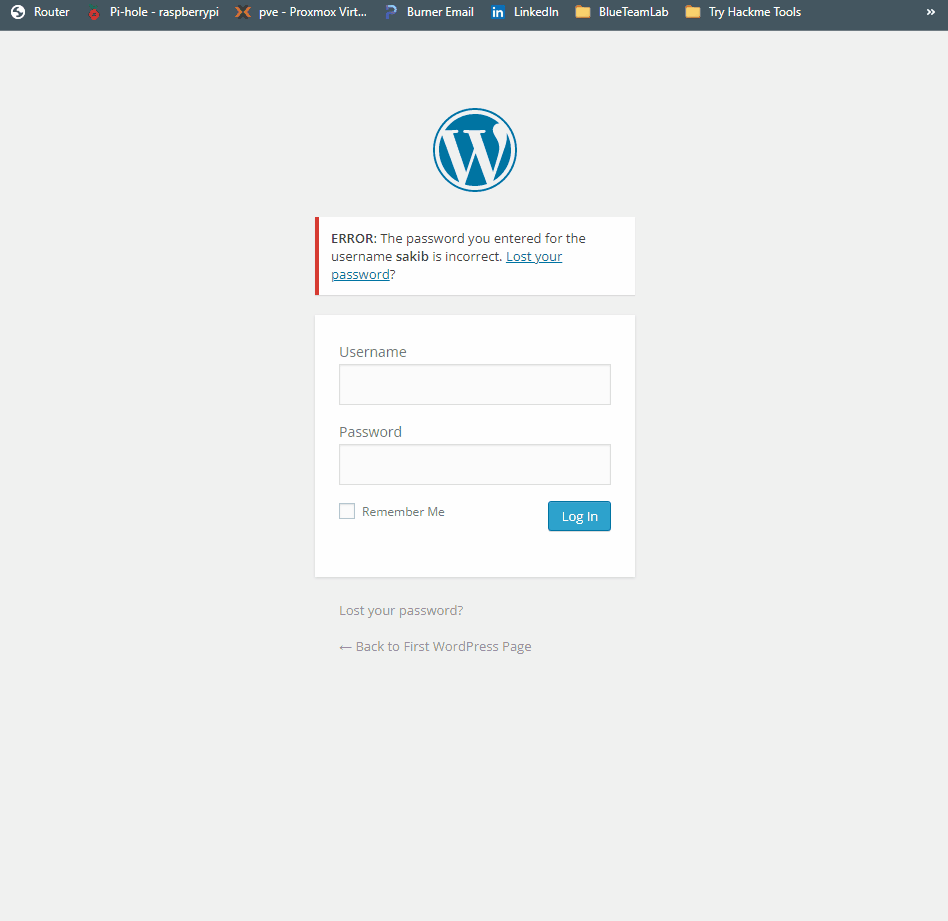 Router Pi-hole - raspberrypi pve - Proxmox Virt... Burner Email LinkedIn BlueTeamLab Try Hackme Tools »
ERROR: The password you entered for the
username sakib is incorrect. Lost your
password?
Username
Password
Remember Me Log In
Lost your password?
← Back to First WordPress Page